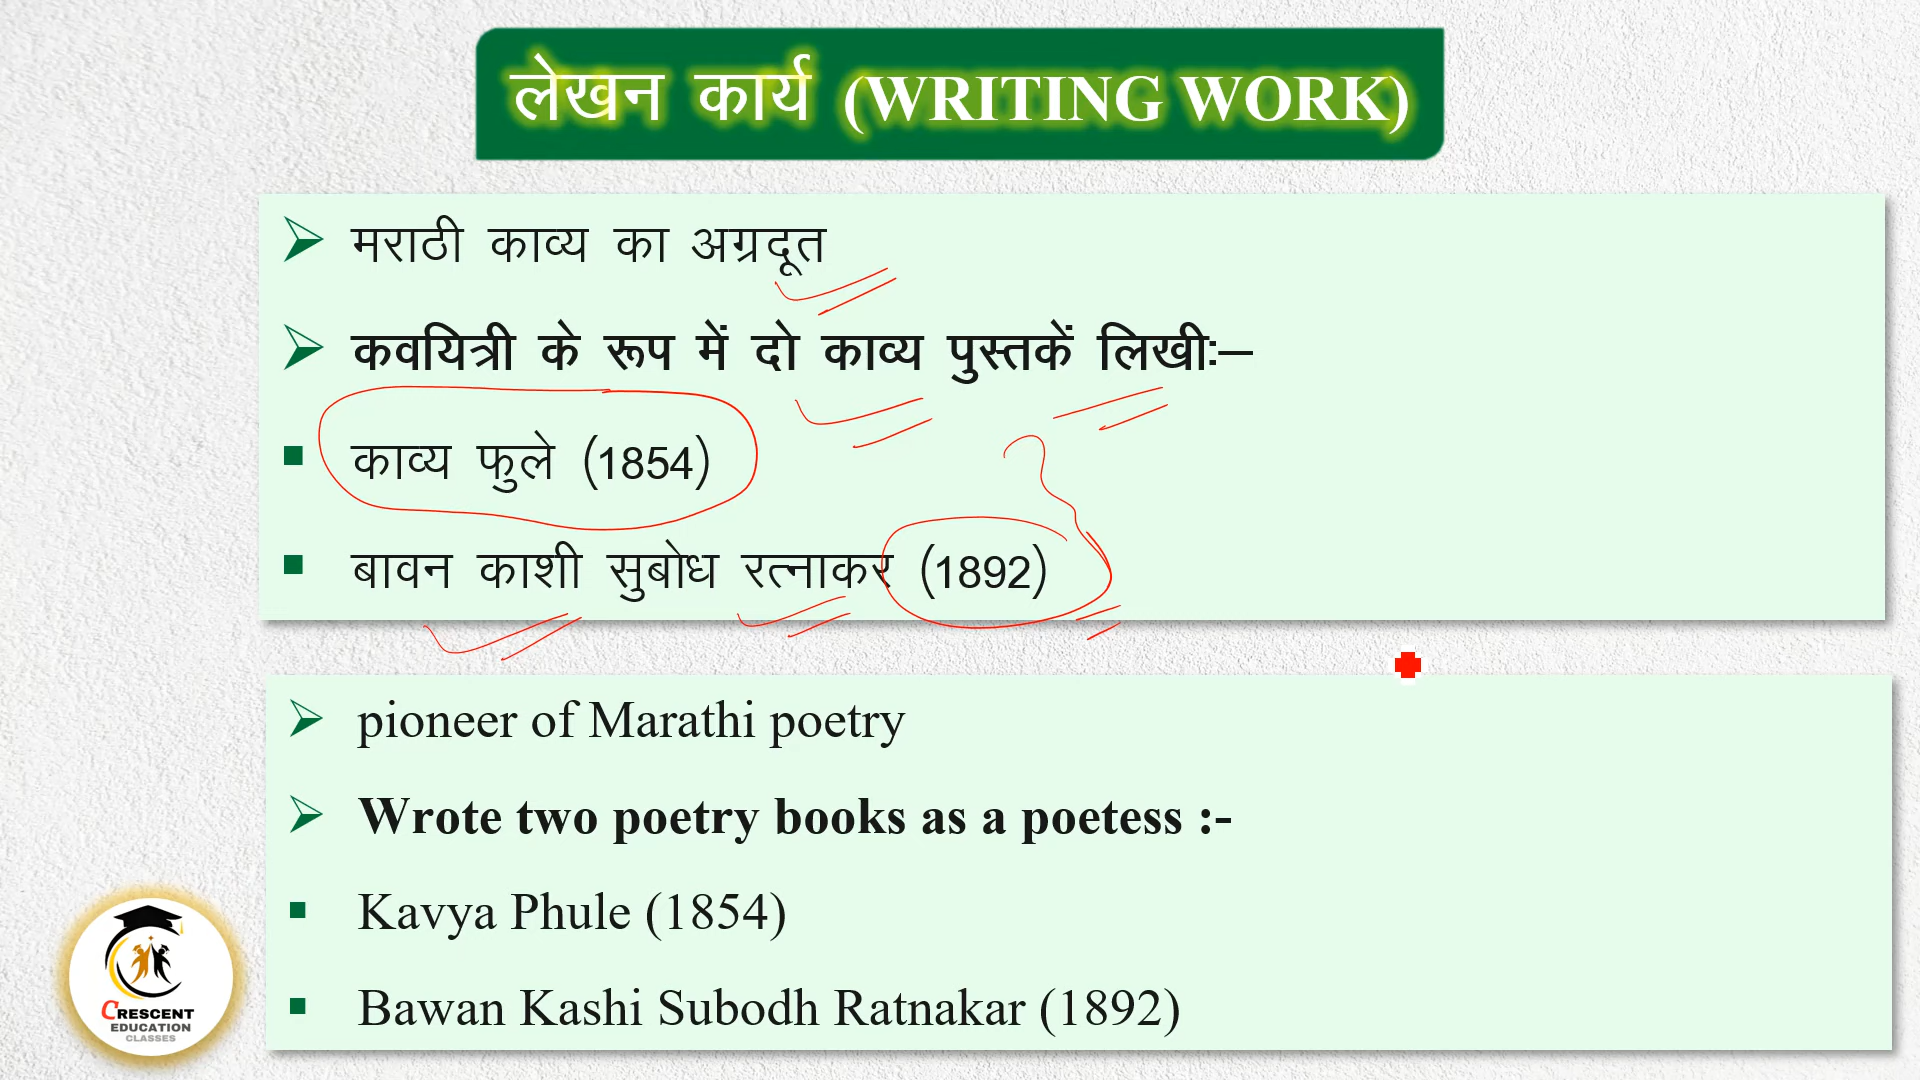 लेखन कार्य (WRITING WORK)
मराठी काव्य का अग्रदूत
कवयित्री के रूप में दो काव्य पुस्तकें लिखी:–
काव्य फुले (1854)
बावन काशी सुबोध रत्नाकर (1892)
pioneer of Marathi poetry
Wrote two poetry books as a poetess :-
Kavya Phule (1854)
Bawan Kashi Subodh Ratnakar (1892)
CRESCENT
EDUCATION
CLASSES